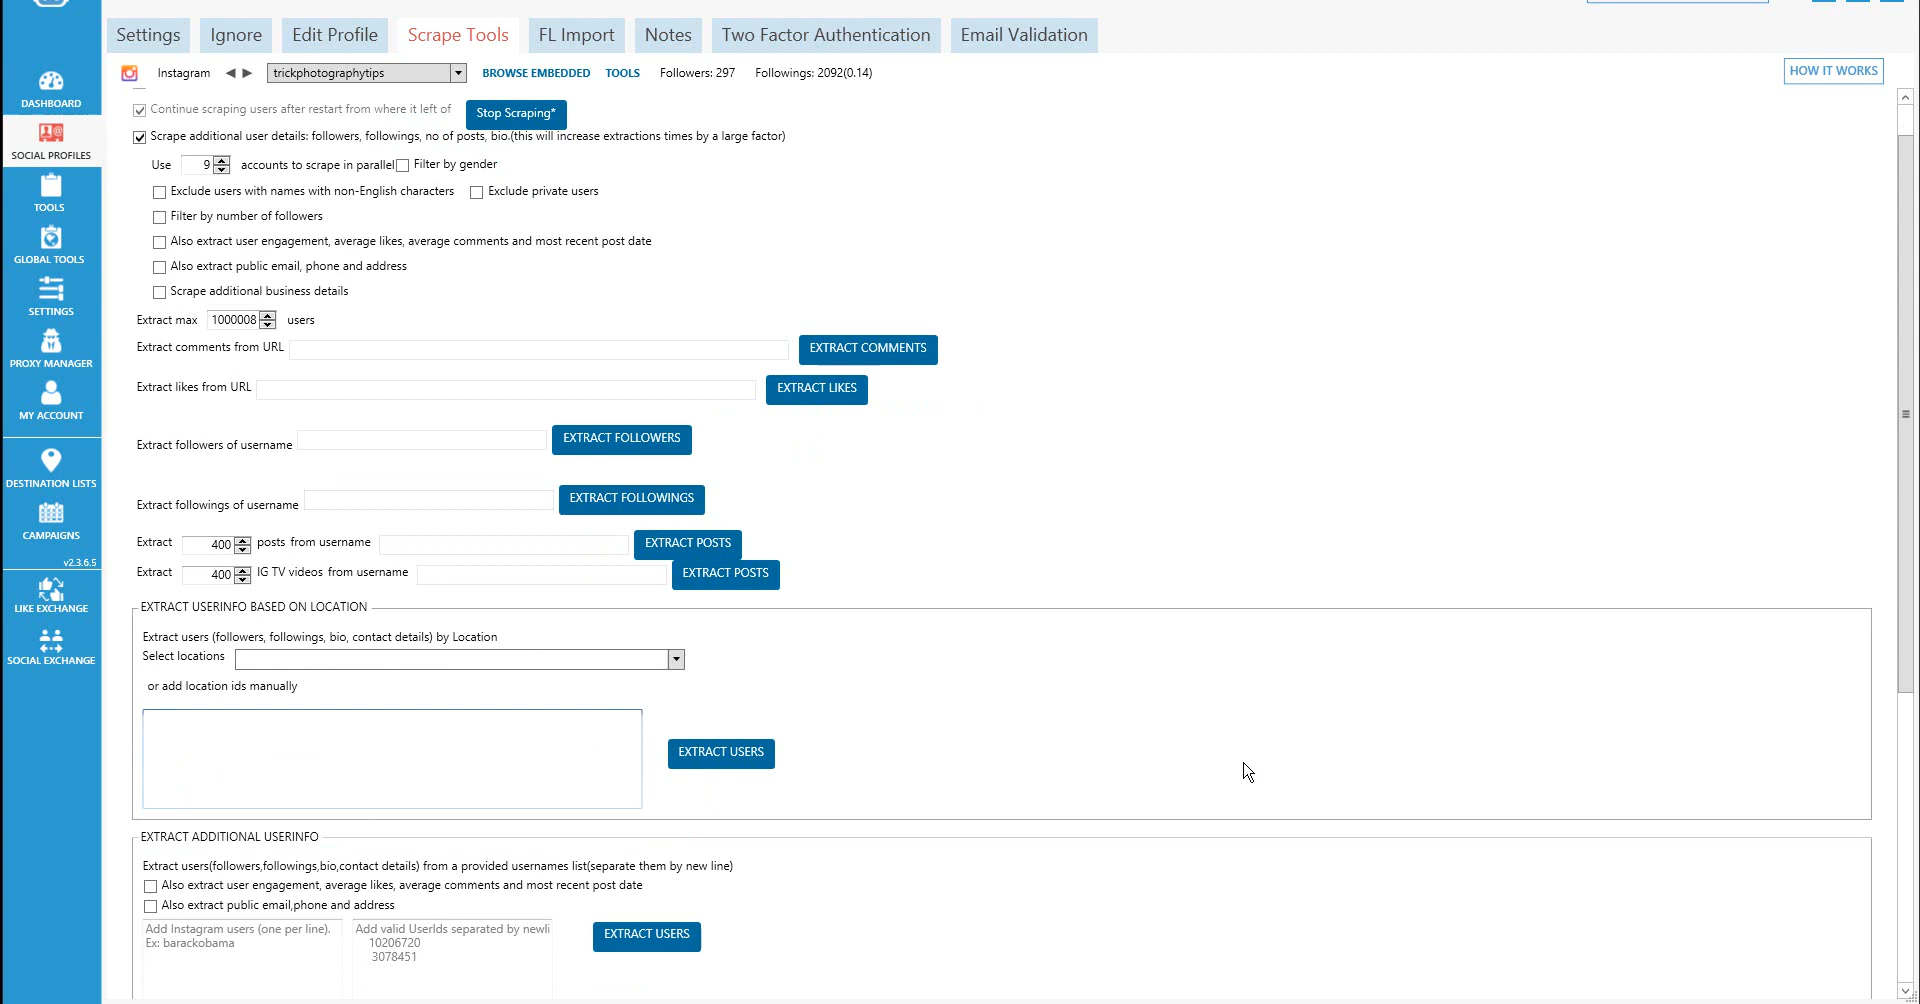 Settings
Ignore
Edit Profile
Scrape Tools
FL Import
Notes
Two Factor Authentication
Email Validation
Instagram
trickphotographytips
BROWSE EMBEDDED
TOOLS
Followers: 297
Followings: 2092(0.14)
HOW IT WORKS
DASHBOARD
SOCIAL PROFILES
TOOLS
GLOBAL TOOLS
SETTINGS
PROXY MANAGER
MY ACCOUNT
DESTINATION LISTS
CAMPAIGNS
v2.3.6.5
LIKE EXCHANGE
SOCIAL EXCHANGE
Continue scraping users after restart from where it left of
Stop Scraping*
Scrape additional user details: followers, followings, no of posts, bio.(this will increase extractions times by a large factor)
Use 9 accounts to scrape in parallel Filter by gender
Exclude users with names with non-English characters Exclude private users
Filter by number of followers
Also extract user engagement, average likes, average comments and most recent post date
Also extract public email, phone and address
Scrape additional business details
Extract max 1000008 users
Extract comments from URL EXTRACT COMMENTS
Extract likes from URL EXTRACT LIKES
Extract followers of username EXTRACT FOLLOWERS
Extract followings of username EXTRACT FOLLOWINGS
Extract 400 posts from username EXTRACT POSTS
Extract 400 IG TV videos from username EXTRACT POSTS
EXTRACT USERINFO BASED ON LOCATION
Extract users (followers, followings, bio, contact details) by Location
Select locations
or add location ids manually
EXTRACT USERS
EXTRACT ADDITIONAL USERINFO
Extract users(followers,followings,bio,contact details) from a provided usernames list(separate them by new line)
Also extract user engagement, average likes, average comments and most recent post date
Also extract public email,phone and address
Add Instagram users (one per line).
Ex: barackobama
Add valid UserIds separated by newli
10206720
3078451
EXTRACT USERS